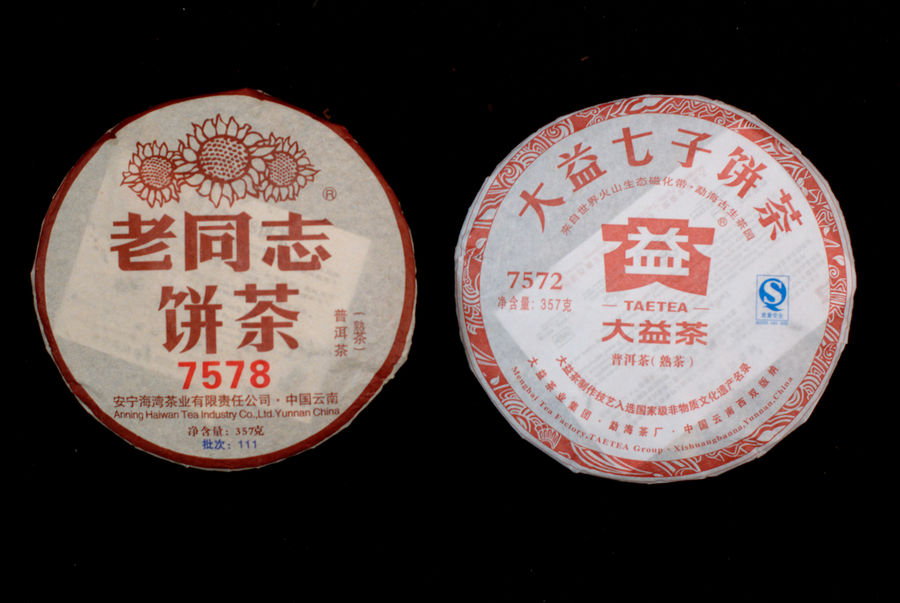 ®
老同志
饼茶
普洱茶
(熟茶)
7578
安宁海湾茶业有限责任公司·中国云南
Anning Haiwan Tea Industry Co.,Ltd.Yunnan China
净含量：357克
批次：111
大益七子饼茶
来自世界火山生态磁化带·勐海古生茶园
®
益
7572
净含量：357克
TAETEA
大益茶
普洱茶(熟茶)
S
大益茶制作技艺入选国家级非物质文化遗产名录
大益茶业集团·勐海茶厂·中国云南西双版纳
Menghai Tea Factory,TAETEA Group·Xishuangbanna,Yunnan,China